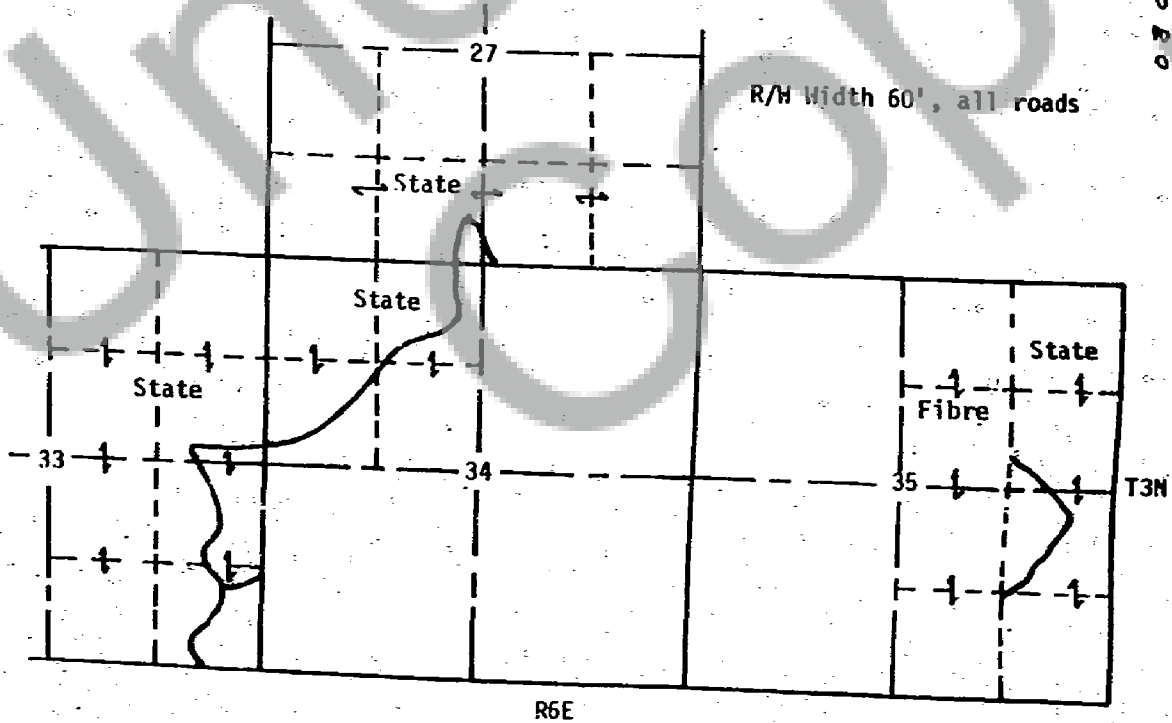 27
R/W Width 60', all roads
State
State
State
State
Fibre
33
34
35
T3N
R6E